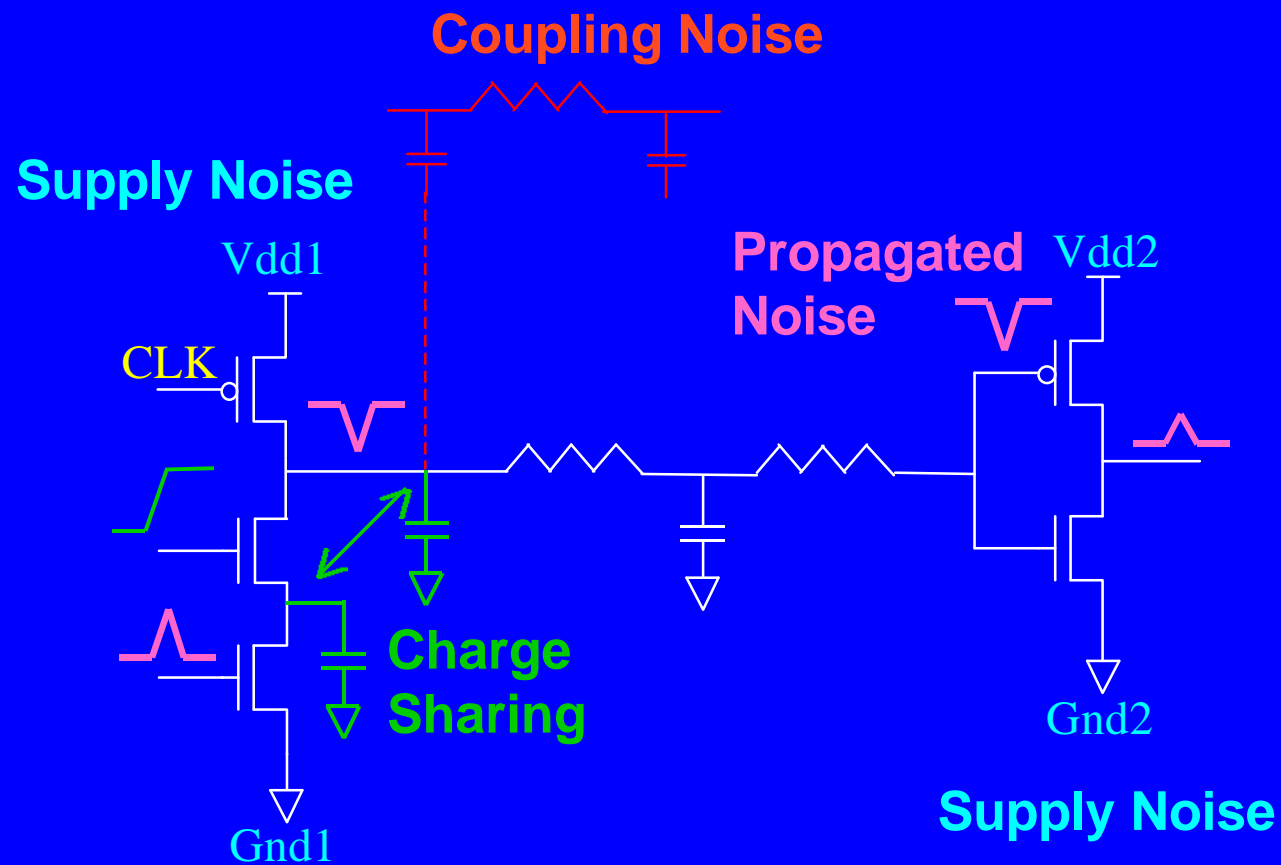 Coupling Noise
Supply Noise
Vdd1
Propagated
Noise
Vdd2
CLK
Charge
Sharing
Gnd1
Gnd2
Supply Noise